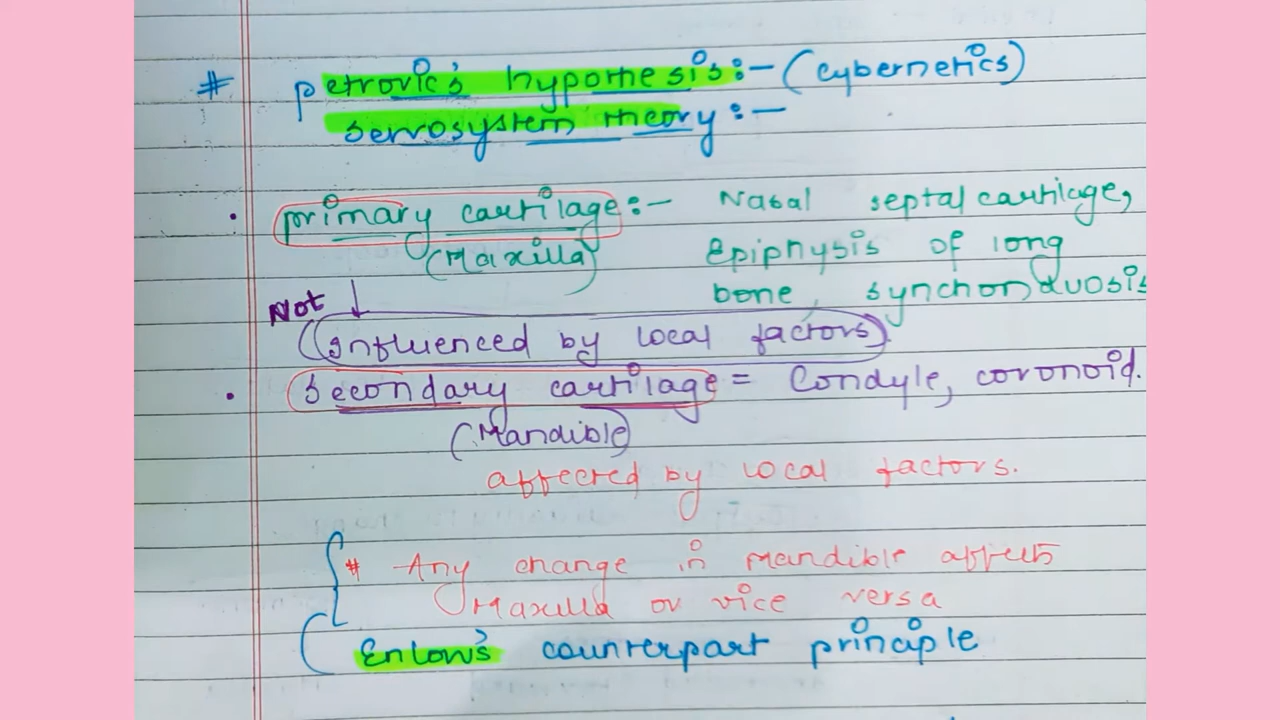 # Petrovic's hypothesis:- (cybernetics)
servosystem theory:-
• primary cartilage:- Nasal septal cartilage,
(Maxilla) Epiphysis of long
bone, synchondrosis
Not ↓
(influenced by local factors).
• Secondary cartilage = Condyle, coronoid.
(Mandible)
affected by local factors.
# Any change in mandible affects
Maxilla or vice versa
Enlow's counterpart principle